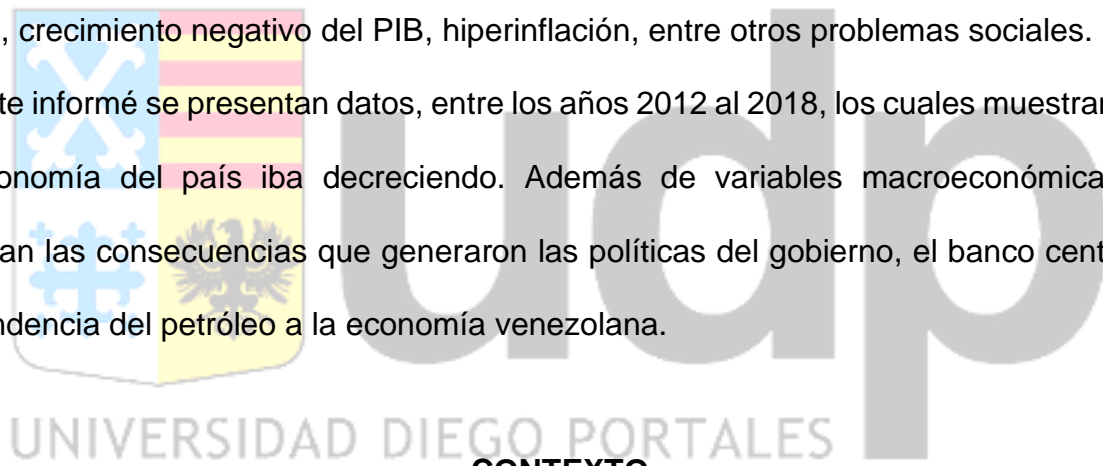 , crecimiento negativo del PIB, hiperinflación, entre otros problemas sociales.
te informé se presentan datos, entre los años 2012 al 2018, los cuales muestran
onomía del país iba decreciendo. Además de variables macroeconómica
an las consecuencias que generaron las políticas del gobierno, el banco cent
ndencia del petróleo a la economía venezolana.
udp
UNIVERSIDAD DIEGO PORTALES
CONTEXTO